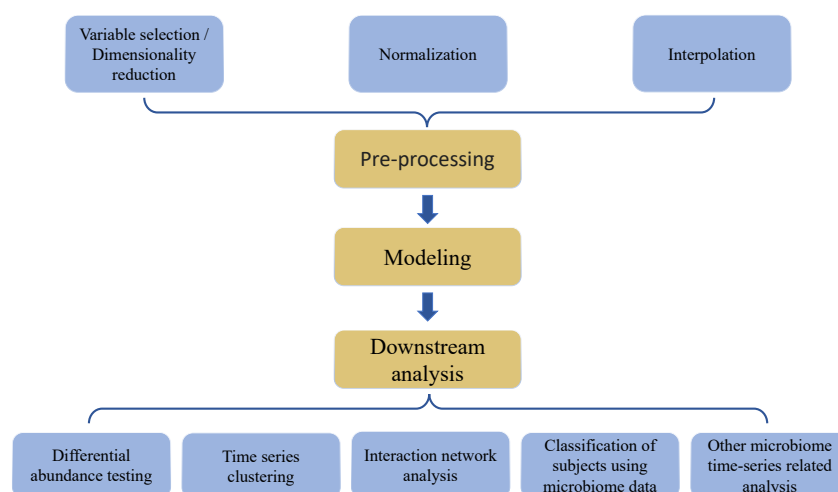 Variable selection /
Dimensionality
reduction
Normalization
Interpolation
Pre-processing
Modeling
Downstream
analysis
Differential
abundance testing
Time series
clustering
Interaction network
analysis
Classification of
subjects using
microbiome data
Other microbiome
time-series related
analysis